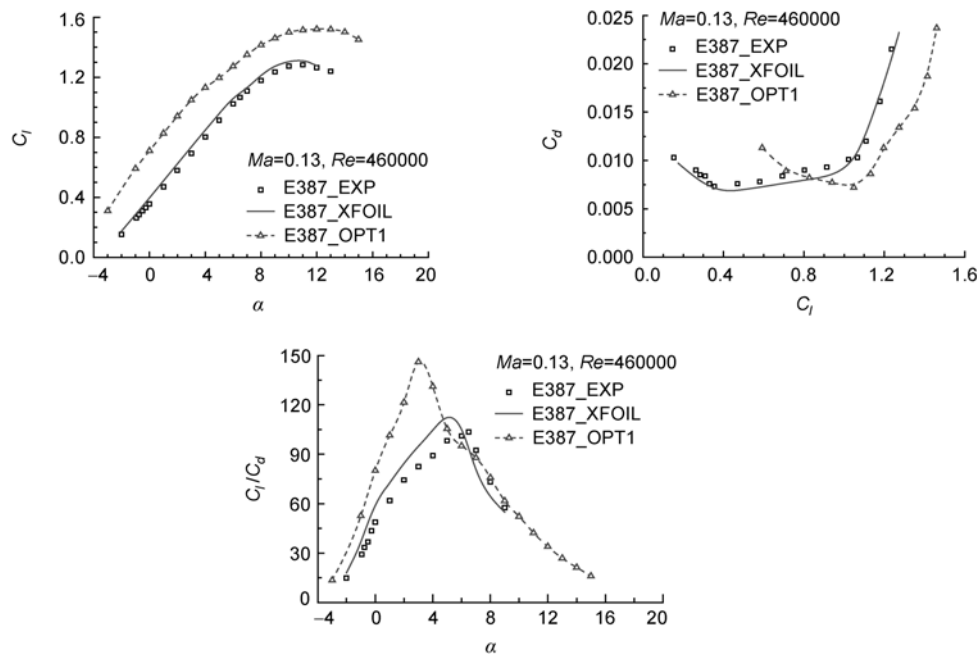 1.6
1.2
0.8
0.4
0.0
C_l
Ma=0.13, Re=460000
E387_EXP
E387_XFOIL
E387_OPT1
−4 0 4 8 12 16 20
α
0.025
0.020
0.015
0.010
0.005
0.000
C_d
Ma=0.13, Re=460000
E387_EXP
E387_XFOIL
E387_OPT1
0.0 0.4 0.8 1.2 1.6
C_l
150
120
90
60
30
0
C_l/C_d
Ma=0.13, Re=460000
E387_EXP
E387_XFOIL
E387_OPT1
−4 0 4 8 12 16 20
α